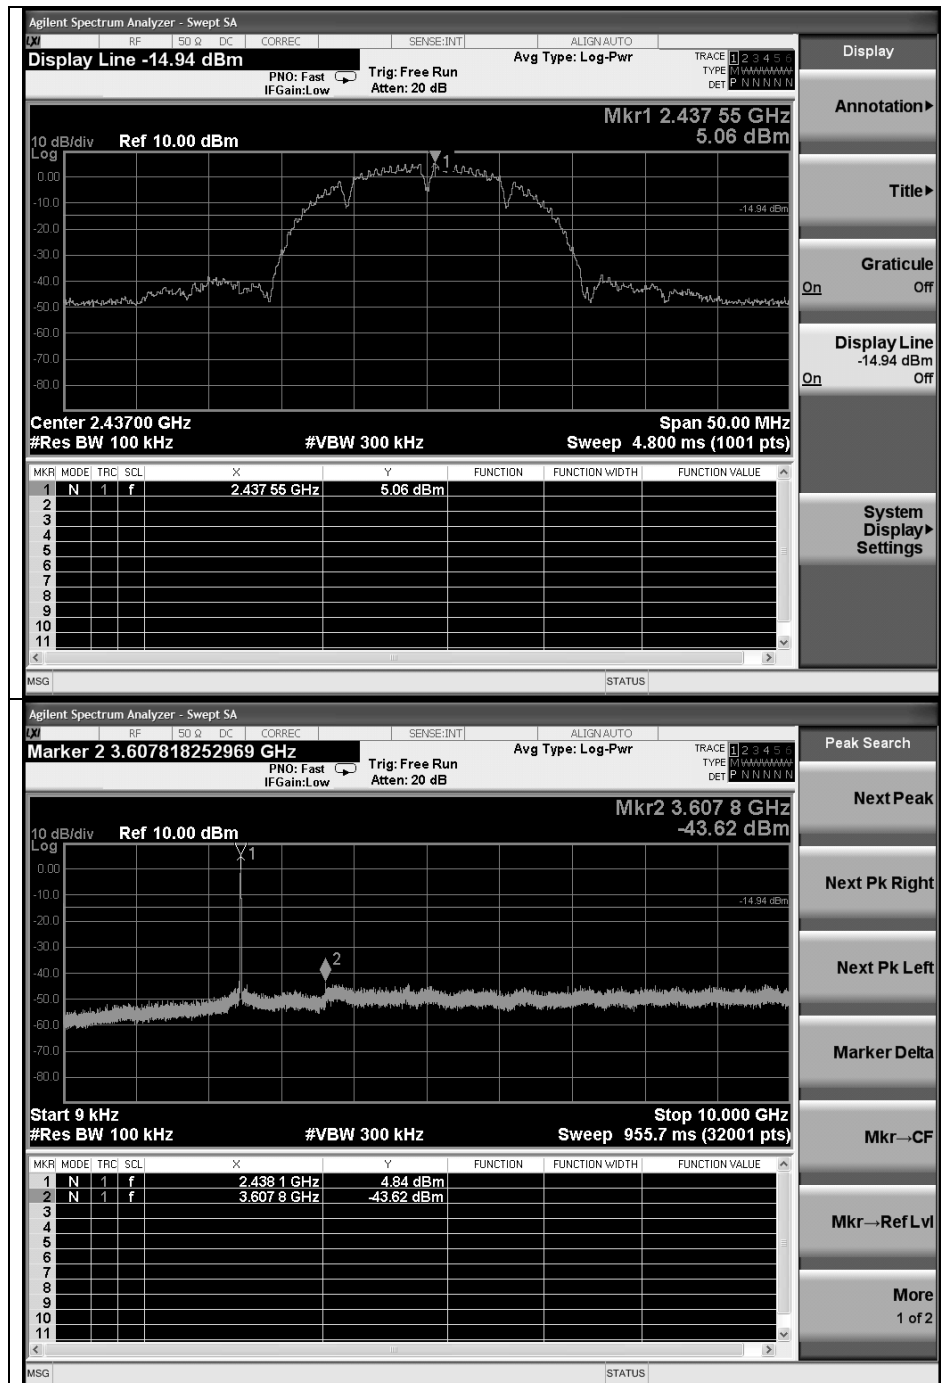 Agilent Spectrum Analyzer - Swept SA
LXI RF 50 Ω DC CORREC SENSE:INT ALIGN AUTO
Display Line -14.94 dBm
PNO: Fast
IFGain:Low
Trig: Free Run
Atten: 20 dB
Avg Type: Log-Pwr
TRACE 1 2 3 4 5 6
TYPE M
DET P N N N N N
Mkr1 2.437 55 GHz
5.06 dBm
10 dB/div Ref 10.00 dBm
Log
1
0.00
-10.0
-14.94 dBm
-20.0
-30.0
-40.0
-50.0
-60.0
-70.0
-80.0
Center 2.43700 GHz Span 50.00 MHz
#Res BW 100 kHz #VBW 300 kHz Sweep 4.800 ms (1001 pts)
MKR MODE TRC SCL X Y FUNCTION FUNCTION WIDTH FUNCTION VALUE
1 N 1 f 2.437 55 GHz 5.06 dBm
2
3
4
5
6
7
8
9
10
11
MSG STATUS
Display
Annotation
Title
Graticule
On Off
Display Line
-14.94 dBm
On Off
System
Display
Settings
Agilent Spectrum Analyzer - Swept SA
LXI RF 50 Ω DC CORREC SENSE:INT ALIGN AUTO
Marker 2 3.607818252969 GHz
PNO: Fast
IFGain:Low
Trig: Free Run
Atten: 20 dB
Avg Type: Log-Pwr
TRACE 1 2 3 4 5 6
TYPE M
DET P N N N N N
Mkr2 3.607 8 GHz
-43.62 dBm
10 dB/div Ref 10.00 dBm
Log
1
0.00
-10.0
-14.94 dBm
-20.0
-30.0
2
-40.0
-50.0
-60.0
-70.0
-80.0
Start 9 kHz Stop 10.000 GHz
#Res BW 100 kHz #VBW 300 kHz Sweep 955.7 ms (32001 pts)
MKR MODE TRC SCL X Y FUNCTION FUNCTION WIDTH FUNCTION VALUE
1 N 1 f 2.438 1 GHz 4.84 dBm
2 N 1 f 3.607 8 GHz -43.62 dBm
3
4
5
6
7
8
9
10
11
MSG STATUS
Peak Search
Next Peak
Next Pk Right
Next Pk Left
Marker Delta
Mkr→CF
Mkr→Ref Lvl
More
1 of 2